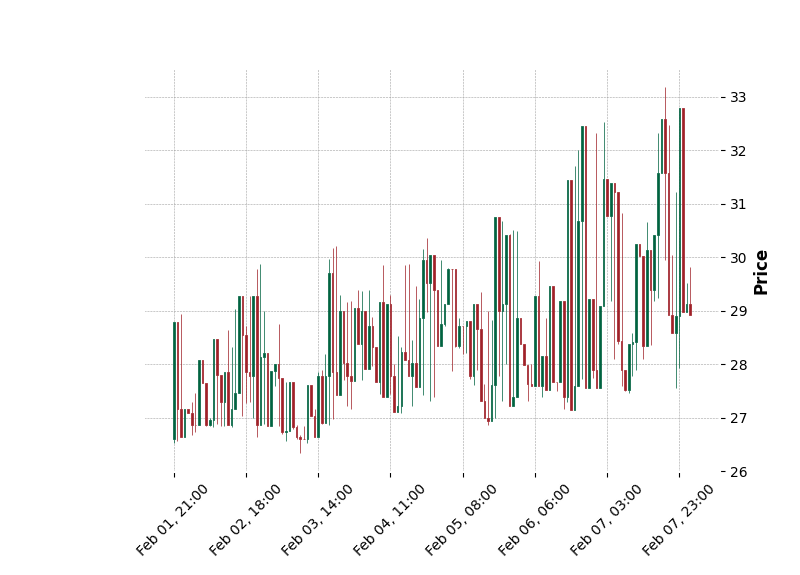 33
32
31
30
29
28
27
26
Price
Feb 01, 21:00
Feb 02, 18:00
Feb 03, 14:00
Feb 04, 11:00
Feb 05, 08:00
Feb 06, 06:00
Feb 07, 03:00
Feb 07, 23:00